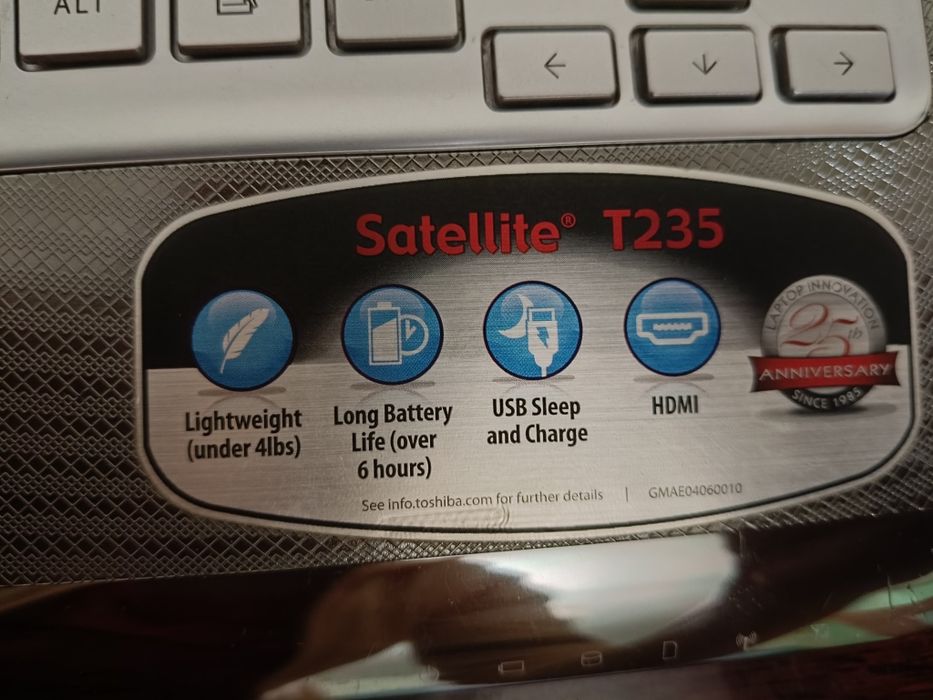 ALT
←
↓
→
Satellite® T235
Lightweight
(under 4lbs)
Long Battery
Life (over
6 hours)
USB Sleep
and Charge
HDMI
LAPTOP INNOVATION
25th
ANNIVERSARY
SINCE 1985
See info.toshiba.com for further details | GMAE04060010